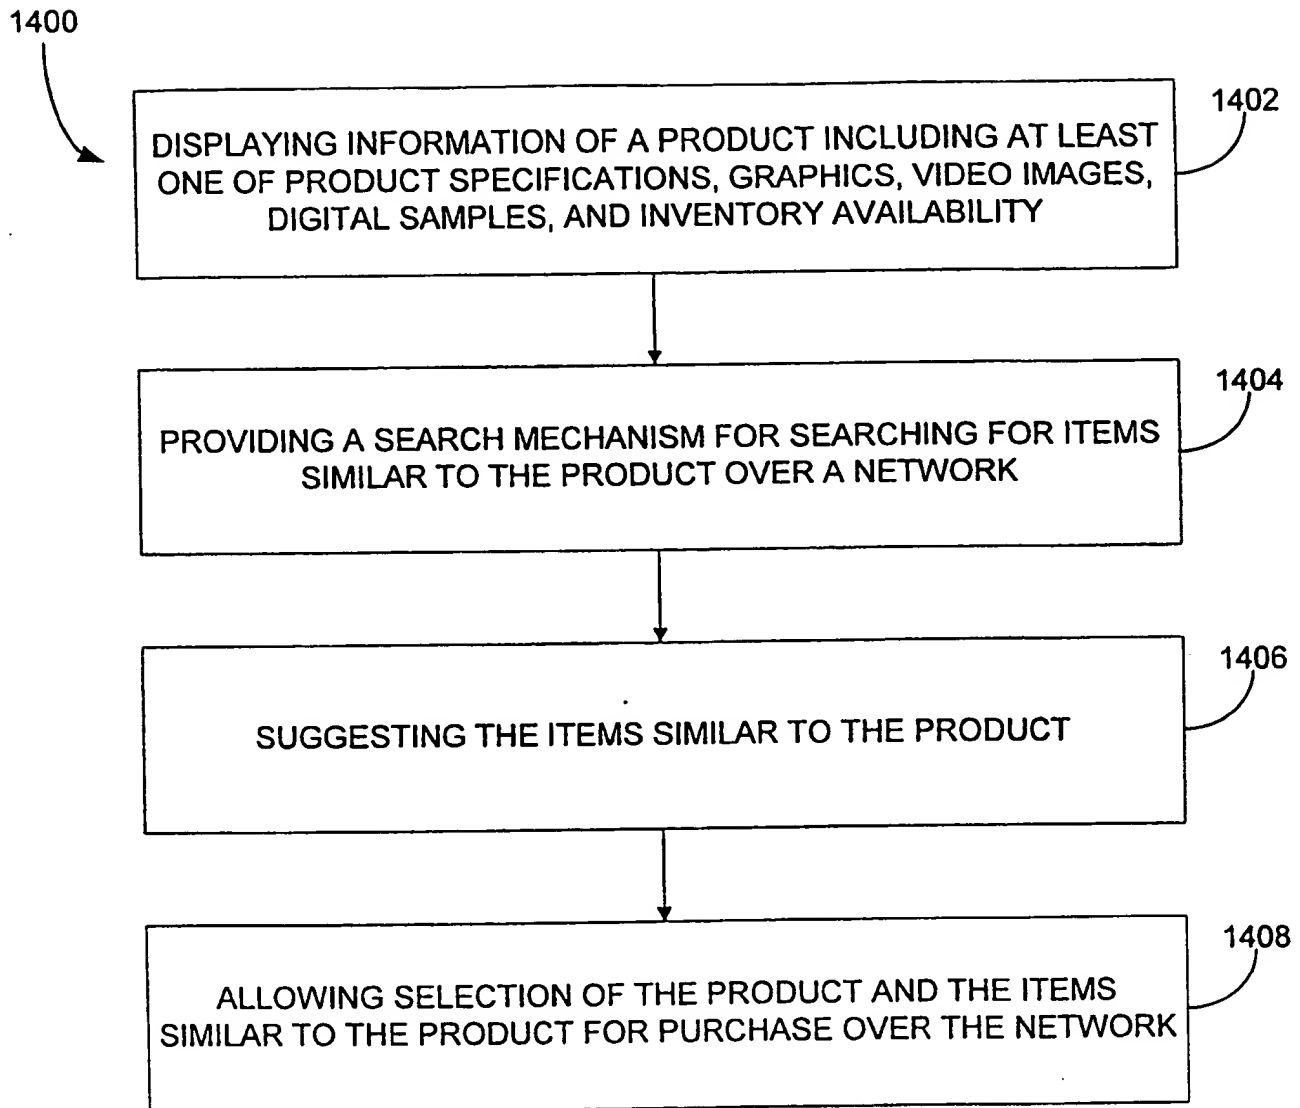 1400
1402
DISPLAYING INFORMATION OF A PRODUCT INCLUDING AT LEAST
ONE OF PRODUCT SPECIFICATIONS, GRAPHICS, VIDEO IMAGES,
DIGITAL SAMPLES, AND INVENTORY AVAILABILITY
1404
PROVIDING A SEARCH MECHANISM FOR SEARCHING FOR ITEMS
SIMILAR TO THE PRODUCT OVER A NETWORK
1406
SUGGESTING THE ITEMS SIMILAR TO THE PRODUCT
1408
ALLOWING SELECTION OF THE PRODUCT AND THE ITEMS
SIMILAR TO THE PRODUCT FOR PURCHASE OVER THE NETWORK